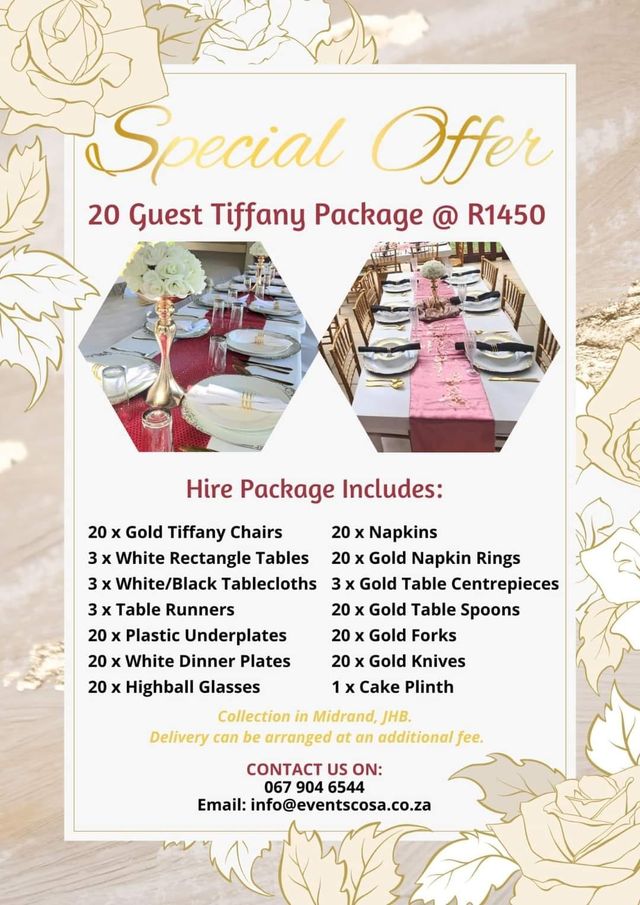 Special Offer
20 Guest Tiffany Package @ R1450
Hire Package Includes:
20 x Gold Tiffany Chairs
3 x White Rectangle Tables
3 x White/Black Tablecloths
3 x Table Runners
20 x Plastic Underplates
20 x White Dinner Plates
20 x Highball Glasses
20 x Napkins
20 x Gold Napkin Rings
3 x Gold Table Centrepieces
20 x Gold Table Spoons
20 x Gold Forks
20 x Gold Knives
1 x Cake Plinth
Collection in Midrand, JHB.
Delivery can be arranged at an additional fee.
CONTACT US ON:
067 904 6544
Email: info@eventscosa.co.za